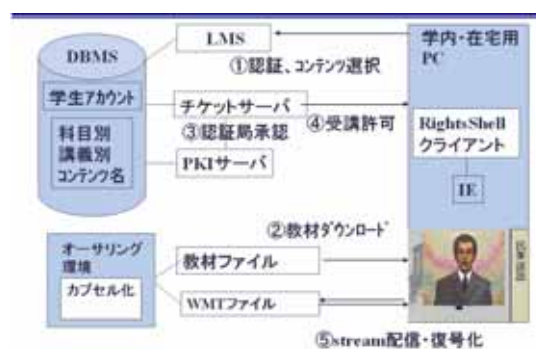 LMS
DBMS
学内・在宅用
PC
①認証、コンテンツ選択
学生アカウント
チケットサーバ
③認証局承認
④受講許可
科目別
講義別
コンテンツ名
PKIサーバ
RightsShell
クライアント
IE
②教材ダウンロード
オーサリング
環境
カプセル化
教材ファイル
WMTファイル
⑤stream配信・復号化